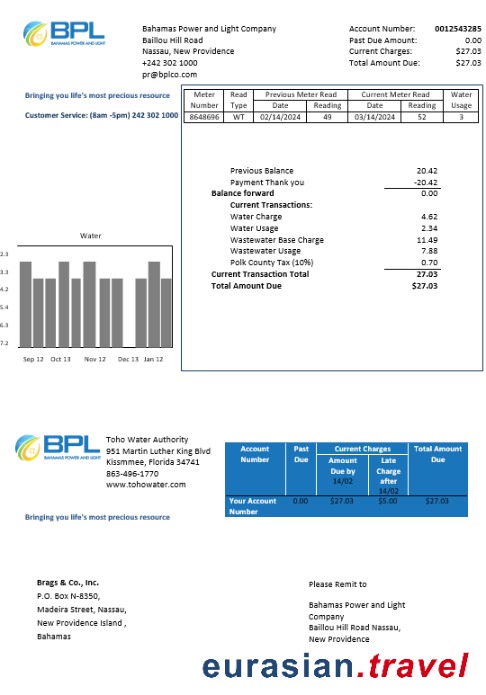 BPL
BAHAMAS POWER AND LIGHT
Bahamas Power and Light Company
Baillou Hill Road
Nassau, New Providence
+242 302 1000
pr@bplco.com
Account Number: 0012543285
Past Due Amount: 0.00
Current Charges: $27.03
Total Amount Due: $27.03
Bringing you life's most precious resource
Customer Service: (8am -5pm) 242 302 1000
Meter Number Read Type Previous Meter Read Current Meter Read Water Usage
Date Reading Date Reading
8648696 WT 02/14/2024 49 03/14/2024 52 3
Previous Balance 20.42
Payment Thank you -20.42
Balance forward 0.00
Current Transactions:
Water Charge 4.62
Water Usage 2.34
Wastewater Base Charge 11.49
Wastewater Usage 7.88
Polk County Tax (10%) 0.70
Current Transaction Total 27.03
Total Amount Due $27.03
Water
2.3
3.3
4.2
5.4
6.3
7.2
Sep 12 Oct 13 Nov 12 Dec 13 Jan 12
BPL
BAHAMAS POWER AND LIGHT
Toho Water Authority
951 Martin Luther King Blvd
Kissmmee, Florida 34741
863-496-1770
www.tohowater.com
Bringing you life's most precious resource
Account Number Past Due Current Charges Total Amount Due
Amount Due by 14/02 Late Charge after 14/02
Your Account Number 0.00 $27.03 $5.00 $27.03
Brags & Co., Inc.
P.O. Box N-8350,
Madeira Street, Nassau,
New Providence Island ,
Bahamas
Please Remit to
Bahamas Power and Light
Company
Baillou Hill Road Nassau,
New Providence
eurasian.travel